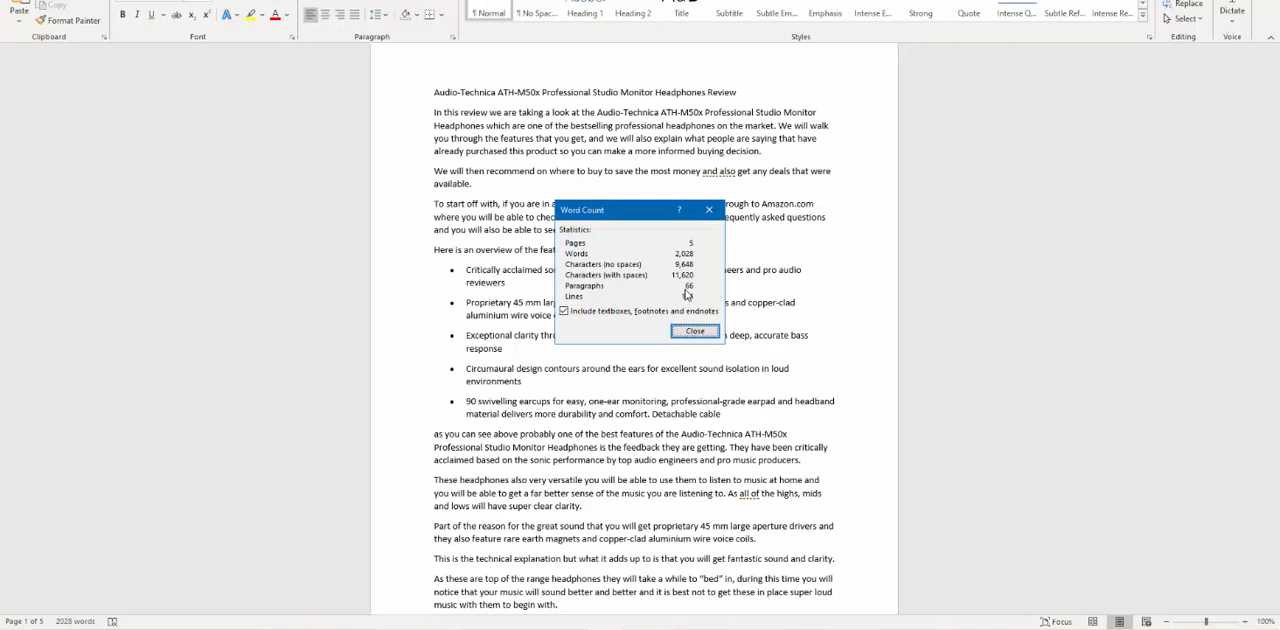 Paste
Copy
Format Painter
B I U ab x₂ x² A A
¶ Normal ¶ No Spac... Heading 1 Heading 2 Title Subtitle Subtle Em... Emphasis Intense E... Strong Quote Intense Q... Subtle Ref... Intense Re...
Replace
Select
Dictate
Clipboard Font Paragraph Styles Editing Voice
Audio-Technica ATH-M50x Professional Studio Monitor Headphones Review
In this review we are taking a look at the Audio-Technica ATH-M50x Professional Studio Monitor
Headphones which are one of the bestselling professional headphones on the market. We will walk
you through the features that you get, and we will also explain what people are saying that have
already purchased this product so you can make a more informed buying decision.
We will then recommend on where to buy to save the most money and also get any deals that were
available.
To start off with, if you are in a rough to Amazon.com
where you will be able to chec equently asked questions
and you will also be able to see
Here is an overview of the feat
• Critically acclaimed so neers and pro audio
reviewers
• Proprietary 45 mm larg s and copper-clad
aluminium wire voice
• Exceptional clarity thro deep, accurate bass
response
• Circumaural design contours around the ears for excellent sound isolation in loud
environments
• 90 swivelling earcups for easy, one-ear monitoring, professional-grade earpad and headband
material delivers more durability and comfort. Detachable cable
as you can see above probably one of the best features of the Audio-Technica ATH-M50x
Professional Studio Monitor Headphones is the feedback they are getting. They have been critically
acclaimed based on the sonic performance by top audio engineers and pro music producers.
These headphones also very versatile you will be able to use them to listen to music at home and
you will be able to get a far better sense of the music you are listening to. As all of the highs, mids
and lows will have super clear clarity.
Part of the reason for the great sound that you will get proprietary 45 mm large aperture drivers and
they also feature rare earth magnets and copper-clad aluminium wire voice coils.
This is the technical explanation but what it adds up to is that you will get fantastic sound and clarity.
As these are top of the range headphones they will take a while to “bed” in, during this time you will
notice that your music will sound better and better and it is best not to get these in place super loud
music with them to begin with.
Word Count ?
Statistics:
Pages 5
Words 2,028
Characters (no spaces) 9,648
Characters (with spaces) 11,620
Paragraphs 66
Lines
Include textboxes, footnotes and endnotes
Close
Page 1 of 5 2028 words Focus 100%